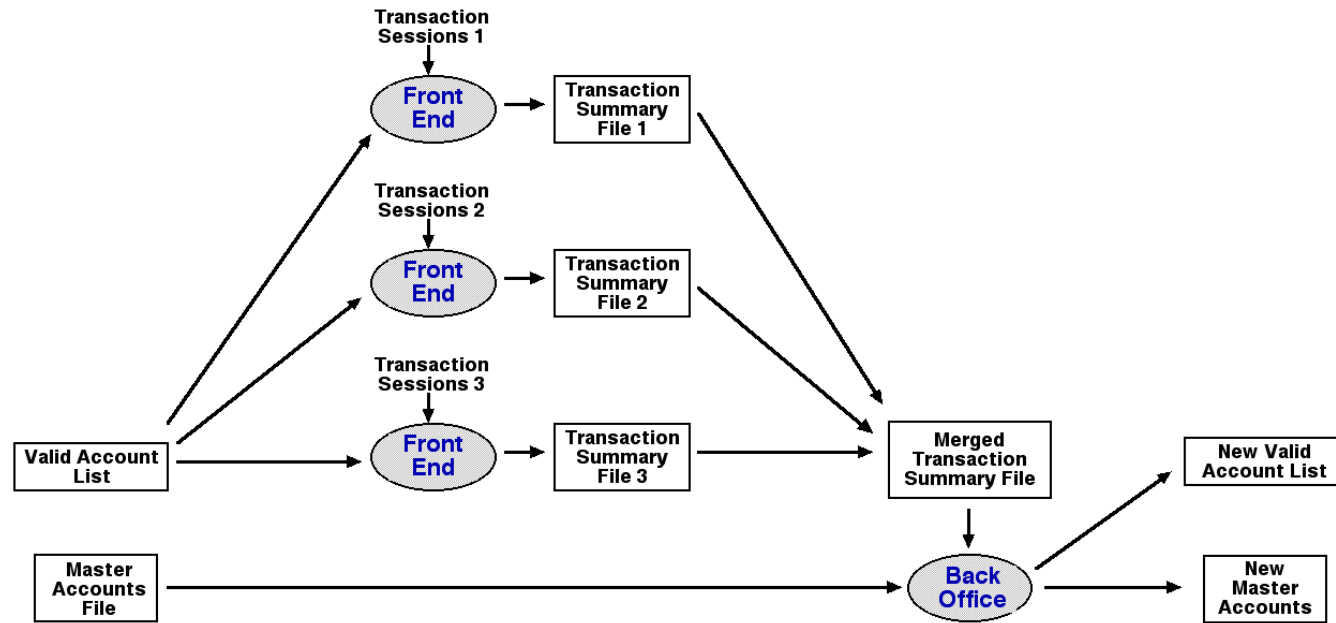 Transaction
Sessions 1
Front
End
Transaction
Summary
File 1
Transaction
Sessions 2
Front
End
Transaction
Summary
File 2
Transaction
Sessions 3
Front
End
Transaction
Summary
File 3
Valid Account
List
Merged
Transaction
Summary File
New Valid
Account List
Master
Accounts
File
Back
Office
New
Master
Accounts